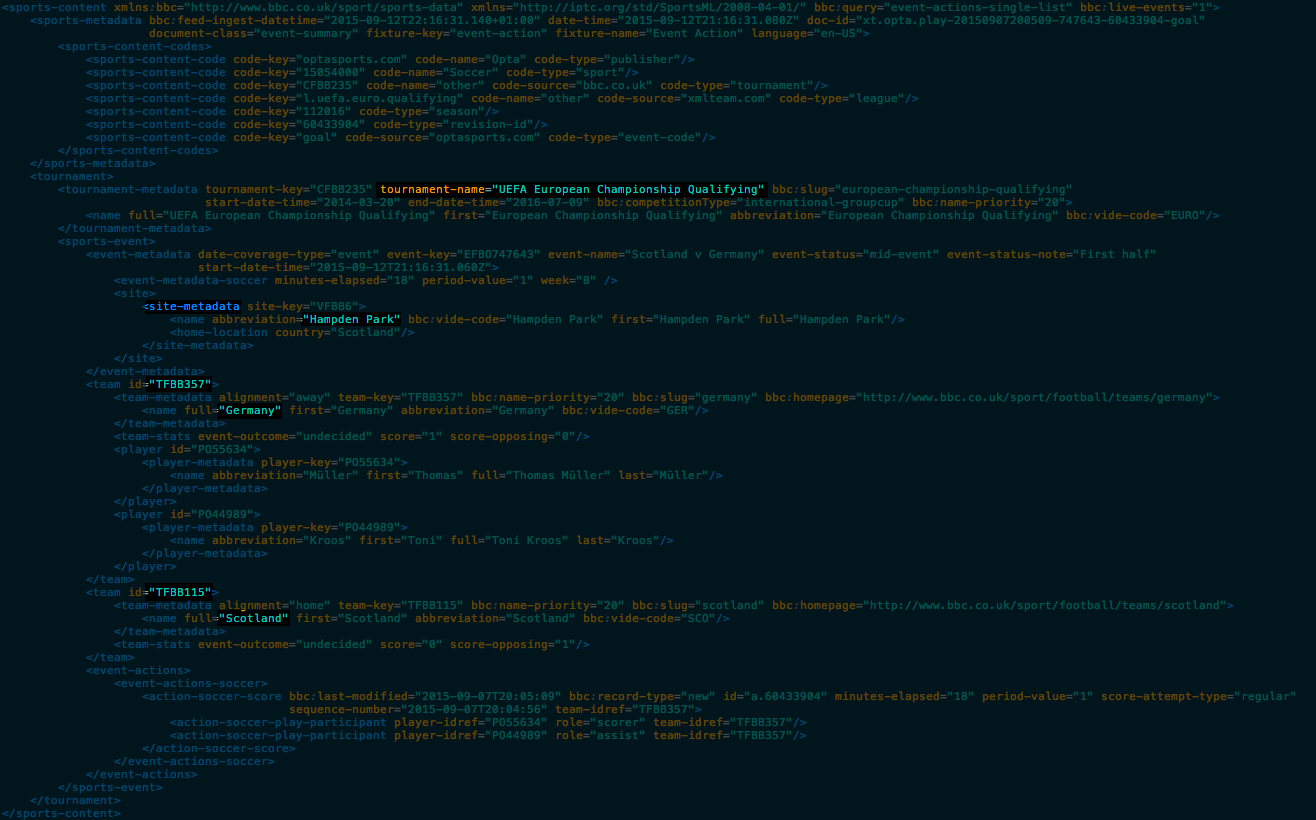 <sports-content xmlns:bbc="http://www.bbc.co.uk/sport/sports-data" xmlns="http://iptc.org/std/SportsML/2008-04-01/" bbc:query="event-actions-single-list" bbc:live-events="1">
<sports-metadata bbc:feed-ingest-datetime="2015-09-12T22:16:31.140+01:00" date-time="2015-09-12T21:16:31.080Z" doc-id="xt.opta.play-20150907200509-747643-60433904-goal"
document-class="event-summary" fixture-key="event-action" fixture-name="Event Action" language="en-US">
<sports-content-codes>
<sports-content-code code-key="optasports.com" code-name="Opta" code-type="publisher"/>
<sports-content-code code-key="15054000" code-name="Soccer" code-type="sport"/>
<sports-content-code code-key="CFBB235" code-name="other" code-source="bbc.co.uk" code-type="tournament"/>
<sports-content-code code-key="l.uefa.euro.qualifying" code-name="other" code-source="xmlteam.com" code-type="league"/>
<sports-content-code code-key="112016" code-type="season"/>
<sports-content-code code-key="60433904" code-type="revision-id"/>
<sports-content-code code-key="goal" code-source="optasports.com" code-type="event-code"/>
</sports-content-codes>
</sports-metadata>
<tournament>
<tournament-metadata tournament-key="CFBB235" tournament-name="UEFA European Championship Qualifying" bbc:slug="european-championship-qualifying"
start-date-time="2014-03-20" end-date-time="2016-07-09" bbc:competitionType="international-groupcup" bbc:name-priority="20">
<name full="UEFA European Championship Qualifying" first="European Championship Qualifying" abbreviation="European Championship Qualifying" bbc:vide-code="EURO"/>
</tournament-metadata>
<sports-event>
<event-metadata date-coverage-type="event" event-key="EFBO747643" event-name="Scotland v Germany" event-status="mid-event" event-status-note="First half"
start-date-time="2015-09-12T21:16:31.060Z">
<event-metadata-soccer minutes-elapsed="18" period-value="1" week="8" />
<site>
<site-metadata site-key="VFBB6">
<name abbreviation="Hampden Park" bbc:vide-code="Hampden Park" first="Hampden Park" full="Hampden Park"/>
<home-location country="Scotland"/>
</site-metadata>
</site>
</event-metadata>
<team id="TFBB357">
<team-metadata alignment="away" team-key="TFBB357" bbc:name-priority="20" bbc:slug="germany" bbc:homepage="http://www.bbc.co.uk/sport/football/teams/germany">
<name full="Germany" first="Germany" abbreviation="Germany" bbc:vide-code="GER"/>
</team-metadata>
<team-stats event-outcome="undecided" score="1" score-opposing="0"/>
<player id="PO55634">
<player-metadata player-key="PO55634">
<name abbreviation="Müller" first="Thomas" full="Thomas Müller" last="Müller"/>
</player-metadata>
</player>
<player id="PO44989">
<player-metadata player-key="PO44989">
<name abbreviation="Kroos" first="Toni" full="Toni Kroos" last="Kroos"/>
</player-metadata>
</player>
</team>
<team id="TFBB115">
<team-metadata alignment="home" team-key="TFBB115" bbc:name-priority="20" bbc:slug="scotland" bbc:homepage="http://www.bbc.co.uk/sport/football/teams/scotland">
<name full="Scotland" first="Scotland" abbreviation="Scotland" bbc:vide-code="SCO"/>
</team-metadata>
<team-stats event-outcome="undecided" score="0" score-opposing="1"/>
</team>
<event-actions>
<event-actions-soccer>
<action-soccer-score bbc:last-modified="2015-09-07T20:05:09" bbc:record-type="new" id="a.60433904" minutes-elapsed="18" period-value="1" score-attempt-type="regular"
sequence-number="2015-09-07T20:04:56" team-idref="TFBB357">
<action-soccer-play-participant player-idref="PO55634" role="scorer" team-idref="TFBB357"/>
<action-soccer-play-participant player-idref="PO44989" role="assist" team-idref="TFBB357"/>
</action-soccer-score>
</event-actions-soccer>
</event-actions>
</sports-event>
</tournament>
</sports-content>